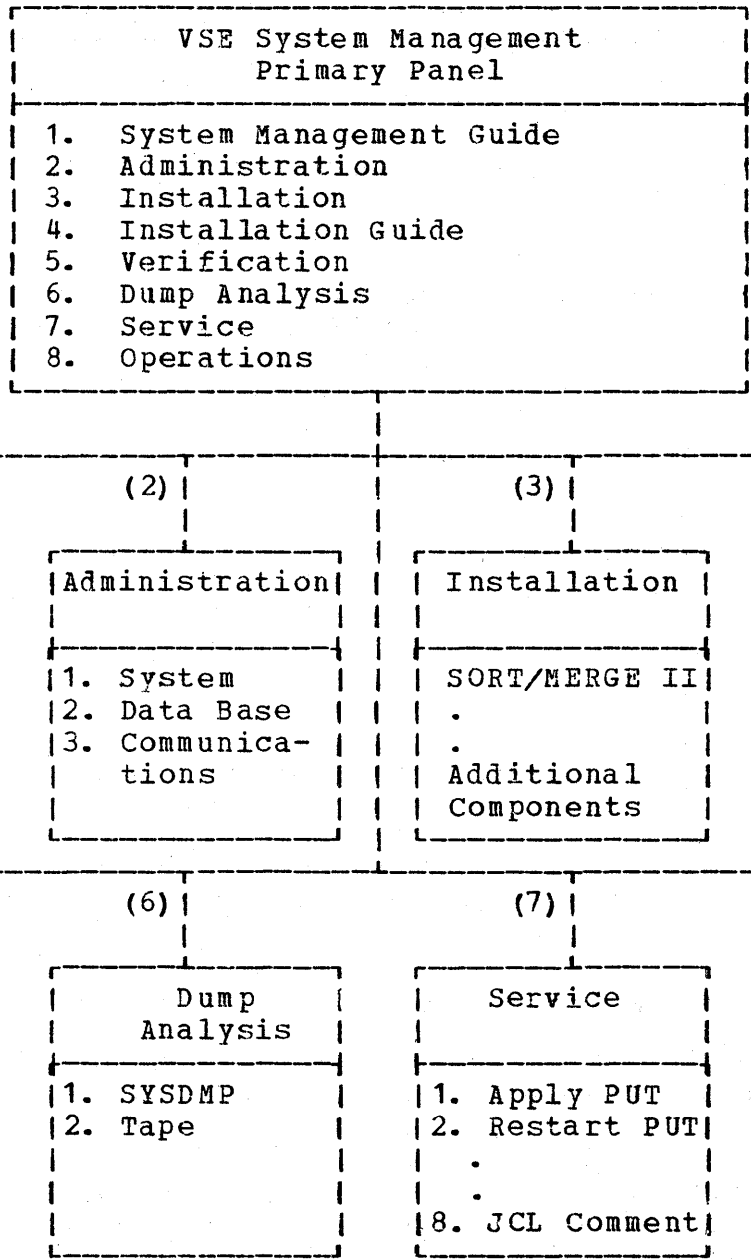 VSE System Management
Primary Panel
1. System Management Guide
2. Administration
3. Installation
4. Installation Guide
5. Verification
6. Dump Analysis
7. Service
8. Operations
(2)
(3)
Administration
1. System
2. Data Base
3. Communica-
tions
Installation
SORT/MERGE II
.
.
Additional
Components
(6)
(7)
Dump
Analysis
1. SYSDMP
2. Tape
Service
1. Apply PUT
2. Restart PUT
.
.
8. JCL Comment